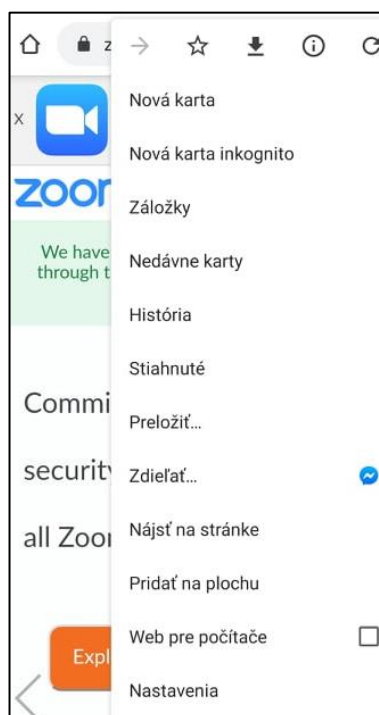 z
Nová karta
x
Nová karta inkognito
zoom
Záložky
We have
through t
Nedávne karty
História
Stiahnuté
Commi
Preložiť...
security
Zdieľať...
all Zoo
Nájsť na stránke
Pridať na plochu
Web pre počítače
Expl
Nastavenia